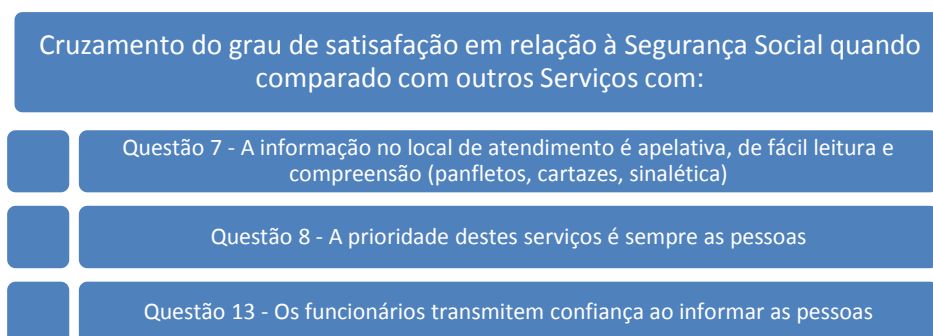 Cruzamento do grau de satisafação em relação à Segurança Social quando
comparado com outros Serviços com:
Questão 7 - A informação no local de atendimento é apelativa, de fácil leitura e
compreensão (panfletos, cartazes, sinalética)
Questão 8 - A prioridade destes serviços é sempre as pessoas
Questão 13 - Os funcionários transmitem confiança ao informar as pessoas